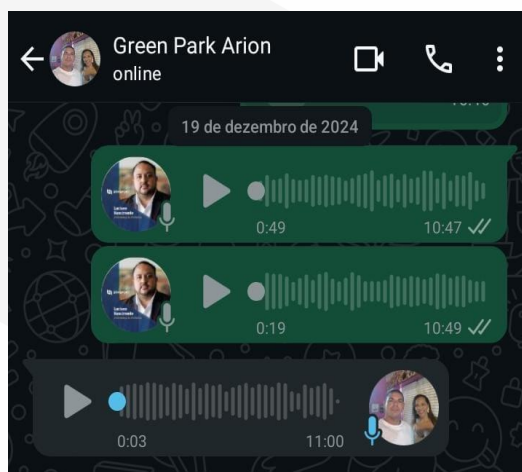 Green Park Arion
online
19 de dezembro de 2024
0:49 10:47
0:19 10:49
0:03 11:00